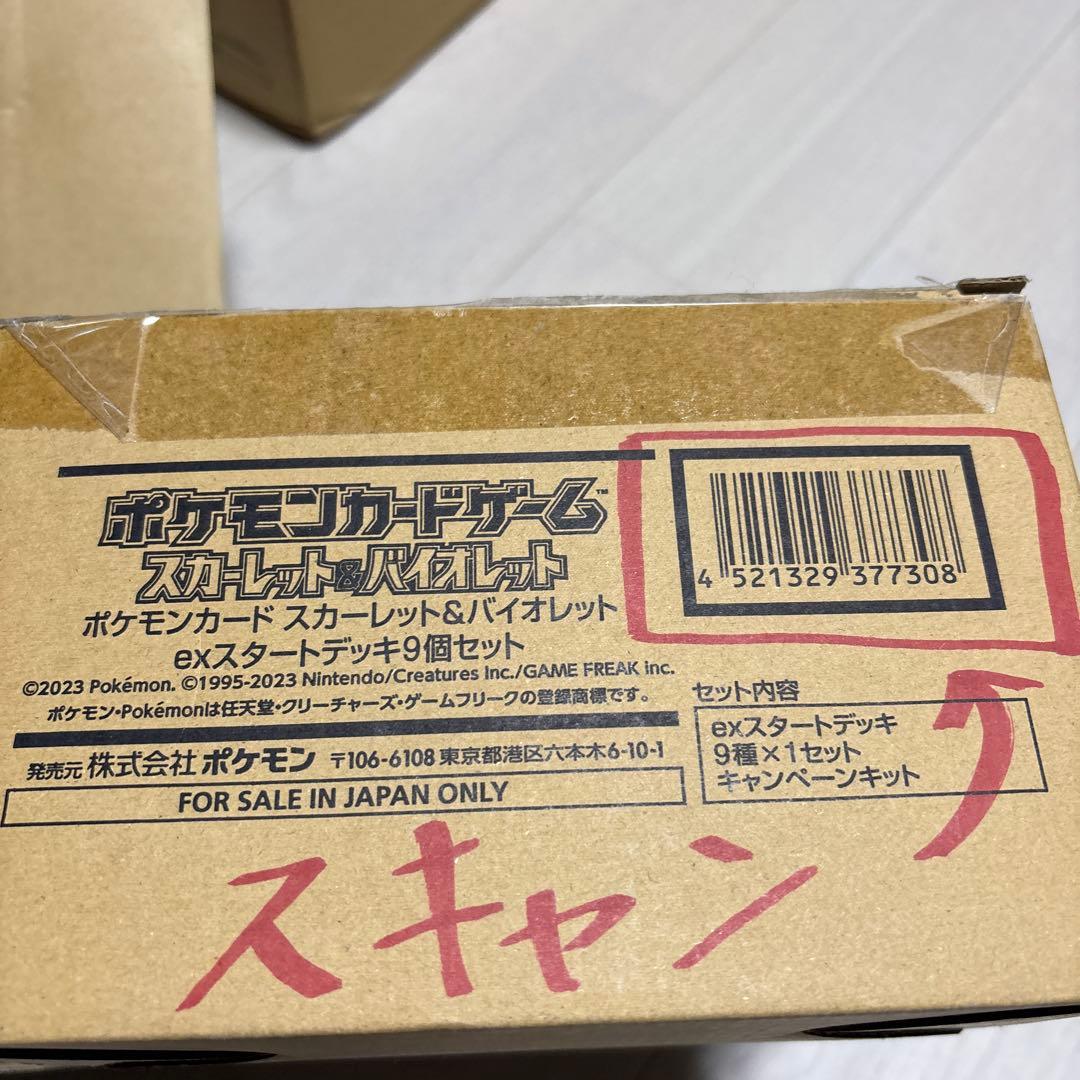 ポケモンカードゲーム™
スカーレット&バイオレット
ポケモンカード スカーレット&バイオレット
exスタートデッキ9個セット
©2023 Pokémon. ©1995-2023 Nintendo/Creatures Inc./GAME FREAK inc.
ポケモン・Pokémonは任天堂・クリーチャーズ・ゲームフリークの登録商標です。
発売元 株式会社 ポケモン 〒106-6108 東京都港区六本木6-10-1
FOR SALE IN JAPAN ONLY
4 521329 377308
セット内容
exスタートデッキ
9種×1セット
キャンペーンキット
スキャン